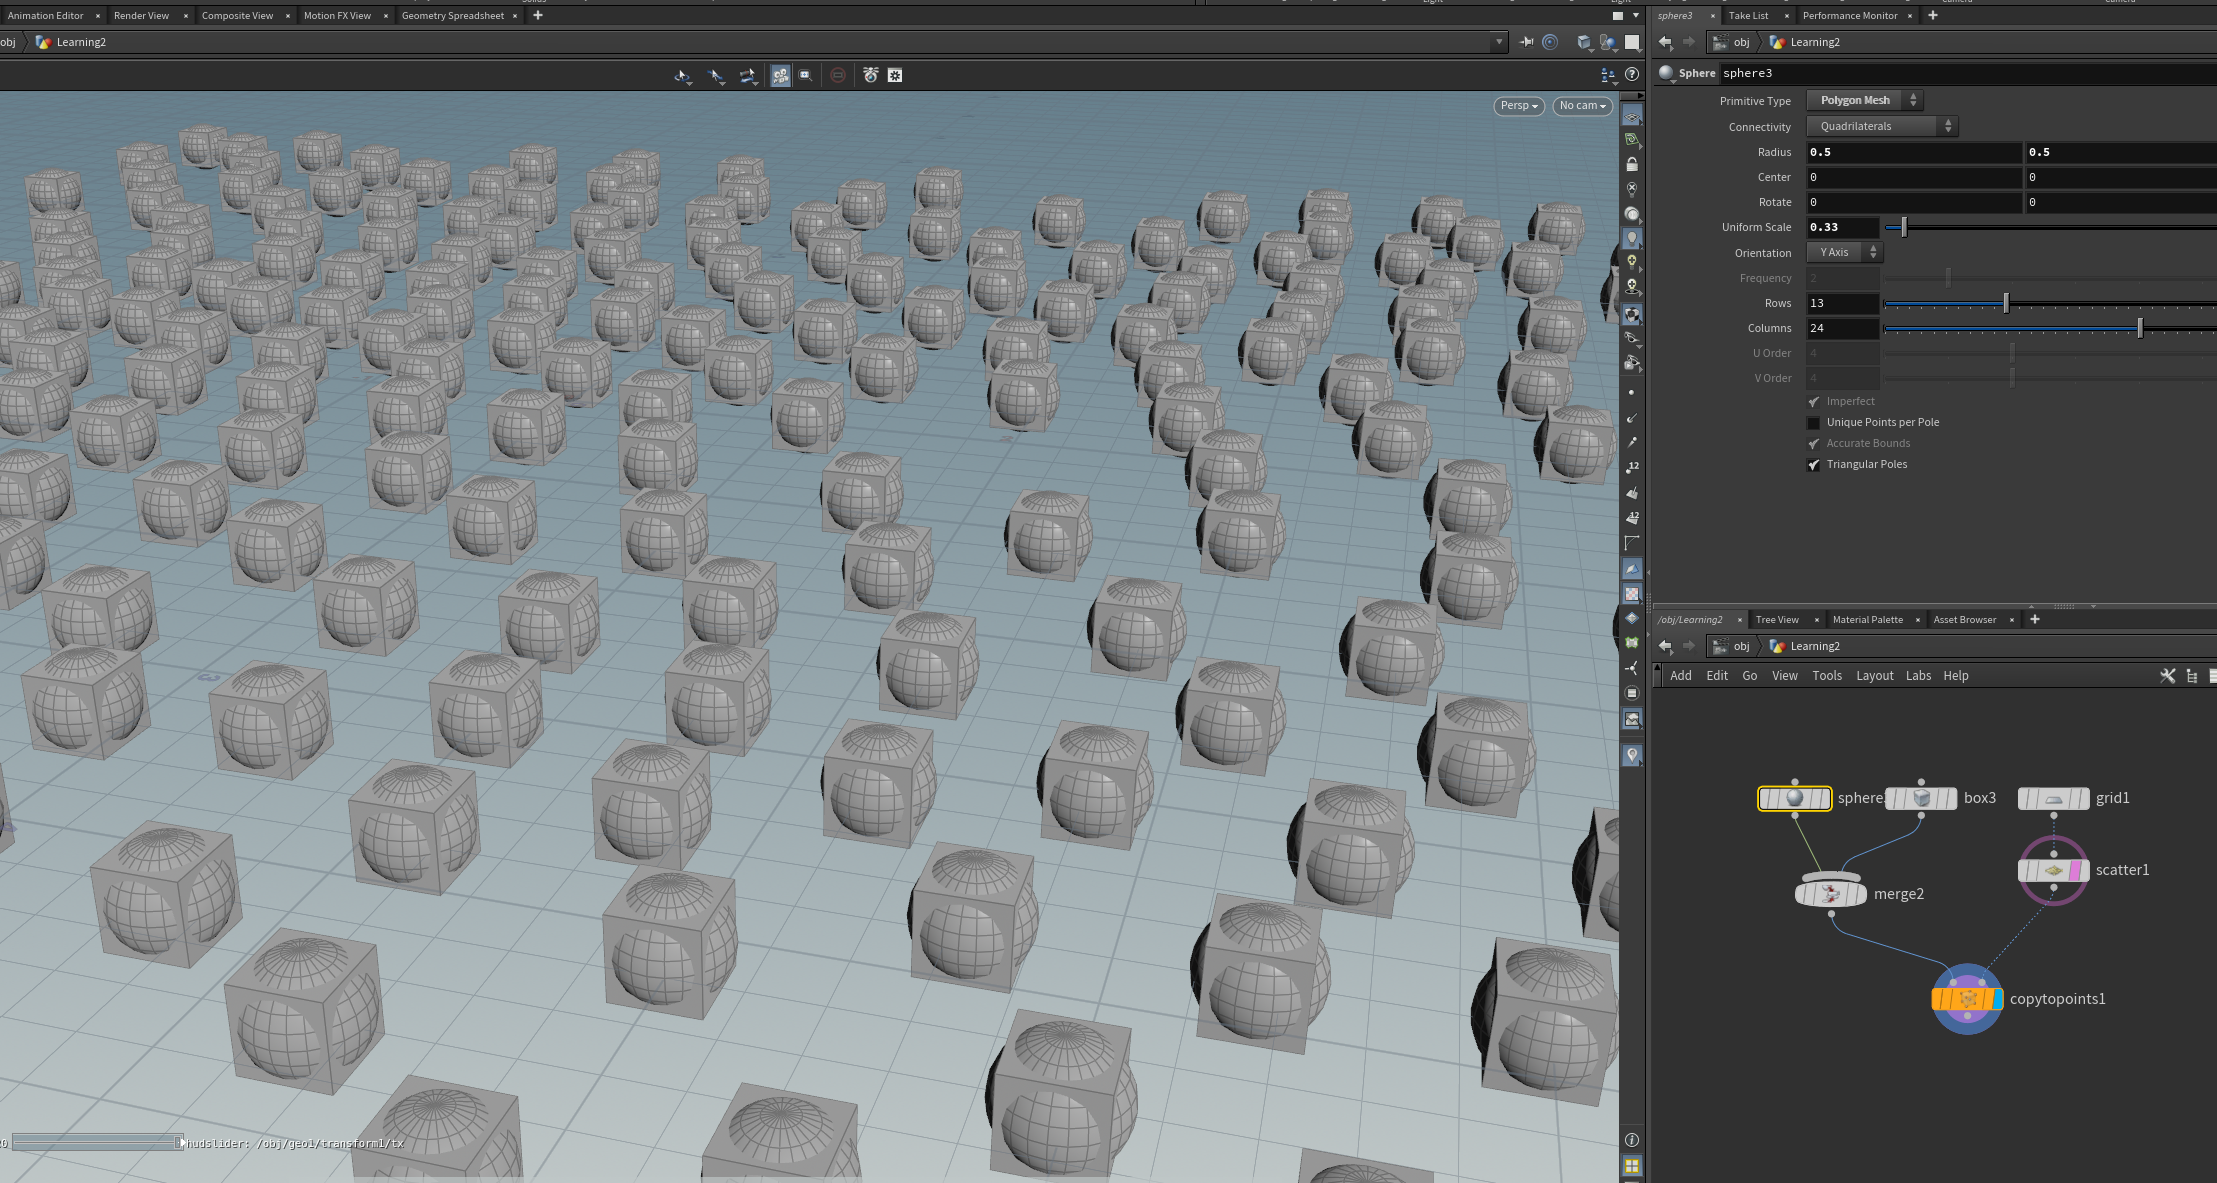 Animation Editor × Render View × Composite View × Motion FX View × Geometry Spreadsheet × +
obj Learning2
Persp No cam
hudslider: /obj/geo1/transform1/tx
sphere3 × Take List × Performance Monitor × +
obj Learning2
Sphere sphere3
Primitive Type Polygon Mesh
Connectivity Quadrilaterals
Radius 0.5 0.5
Center 0 0
Rotate 0 0
Uniform Scale 0.33
Orientation Y Axis
Frequency 2
Rows 13
Columns 24
U Order 4
V Order 4
Imperfect
Unique Points per Pole
Accurate Bounds
Triangular Poles
12
12
/obj/Learning2 × Tree View × Material Palette × Asset Browser × +
obj Learning2
Add Edit Go View Tools Layout Labs Help
sphere box3 grid1
scatter1
merge2
copytopoints1